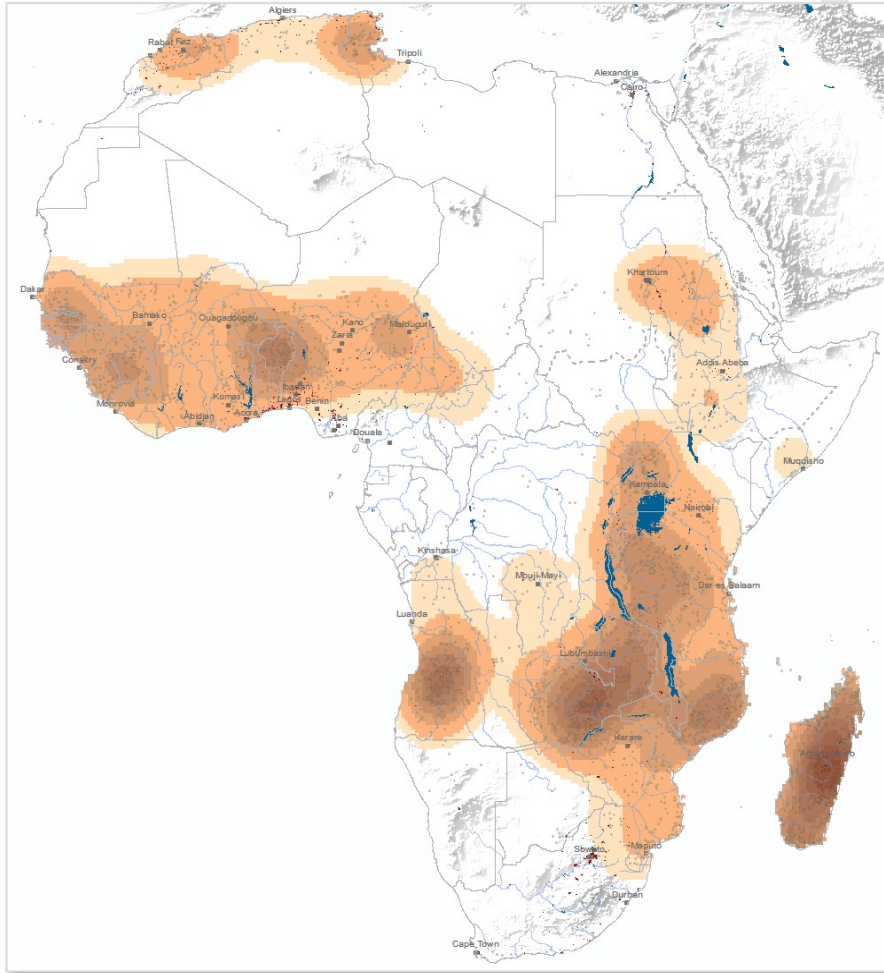 Algiers
Rabat Fez
Tripoli
Alexandria
Cairo
Khartoum
Dakar
Bamako
Ouagadougou
Kano
Zaria
Maiduguri
Conakry
Addis Abeba
Monrovia
Abidjan
Kumasi
Accra
Ibadan
Lagos
Benin
Aba
Douala
Muqdisho
Kampala
Nairobi
Kinshasa
Mbuji-Mayi
Dar es Salaam
Luanda
Lubumbashi
Harare
Soweto
Maputo
Durban
Cape Town